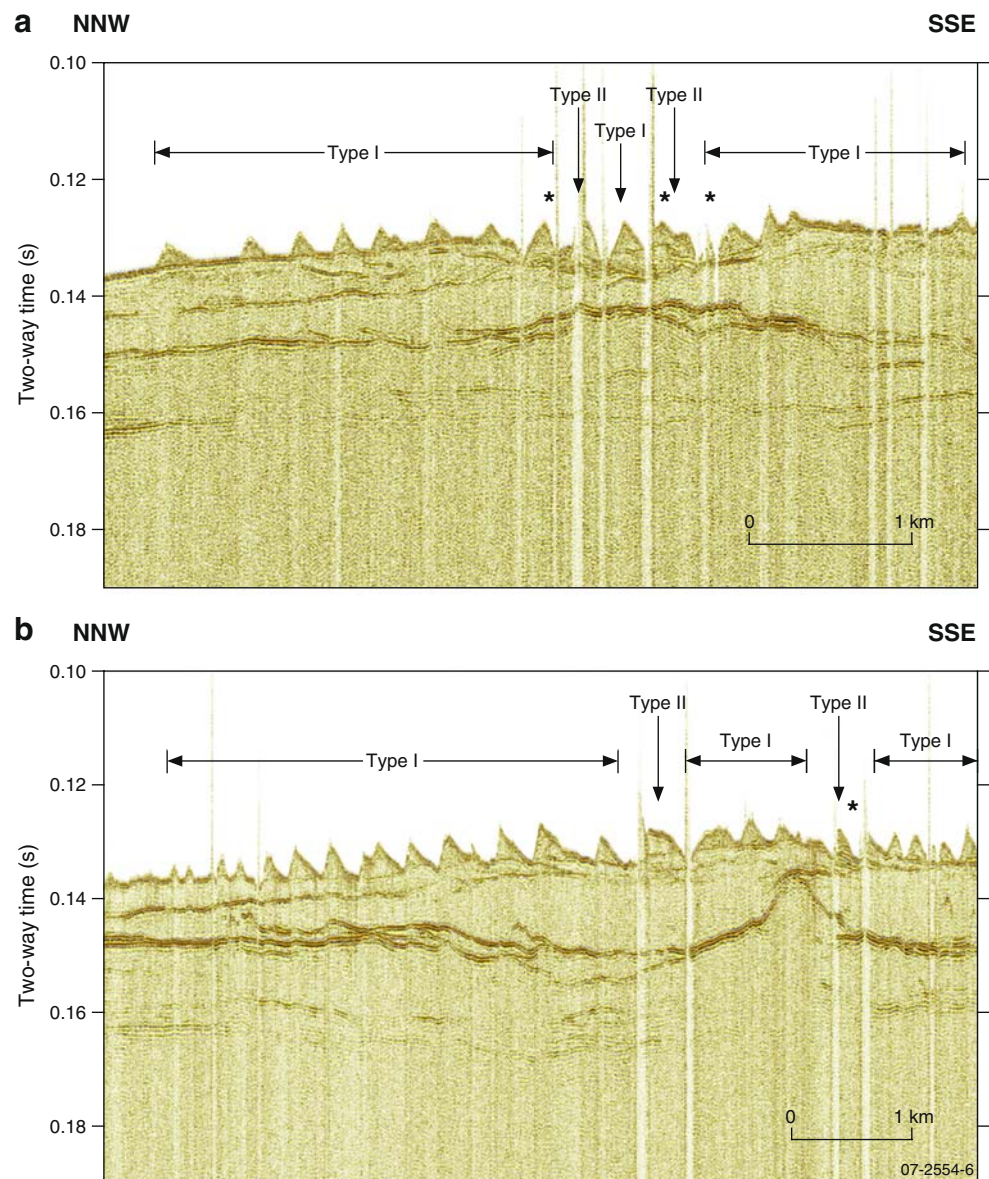 a NNW SSE
0.10
Type II Type II
Type I
Type I Type I
0.12
* * *
0.14
Two-way time (s)
0.16
0 1 km
0.18
b NNW SSE
0.10
Type II Type II
Type I Type I
Type I
0.12
*
0.14
Two-way time (s)
0.16
0 1 km
0.18
07-2554-6